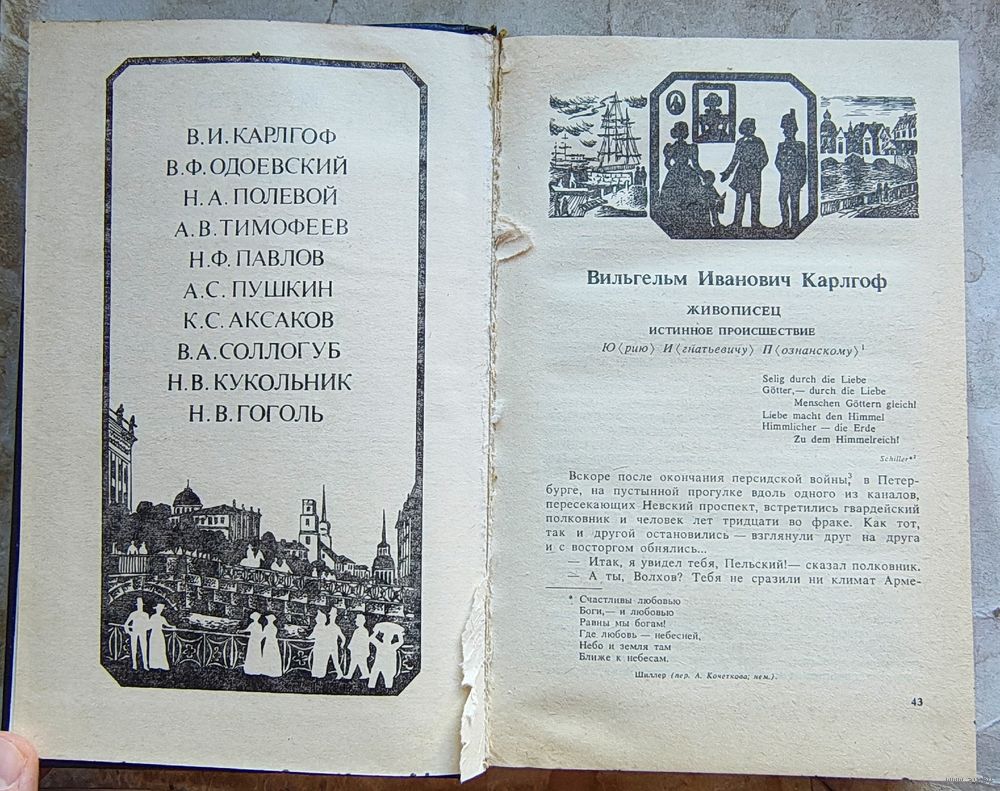 В.И.КАРЛГОФ
В.Ф.ОДОЕВСКИЙ
Н.А.ПОЛЕВОЙ
А.В.ТИМОФЕЕВ
Н.Ф.ПАВЛОВ
А.С.ПУШКИН
К.С.АКСАКОВ
В.А.СОЛЛОГУБ
Н.В.КУКОЛЬНИК
Н.В.ГОГОЛЬ
Вильгельм Иванович Карлгоф
ЖИВОПИСЕЦ
ИСТИННОЕ ПРОИСШЕСТВИЕ
Ю⟨рию⟩ И⟨гнатьевичу⟩ П⟨ознанскому⟩¹
Selig durch die Liebe
Götter,— durch die Liebe
Menschen Göttern gleich!
Liebe macht den Himmel
Himmlicher — die Erde
Zu dem Himmelreich!
Schiller*²
Вскоре после окончания персидской войны,³ в Петер-
бурге, на пустынной прогулке вдоль одного из каналов,
пересекающих Невский проспект, встретились гвардейский
полковник и человек лет тридцати во фраке. Как тот,
так и другой остановились — взглянули друг на друга
и с восторгом обнялись...
— Итак, я увидел тебя, Пельский!— сказал полковник.
— А ты, Волхов? Тебя не сразили ни климат Арме-
* Счастливы любовью
Боги,— и любовью
Равны мы богам!
Где любовь — небесней,
Небо и земля там
Ближе к небесам.
Шиллер (пер. А. Кочеткова; нем.).
43